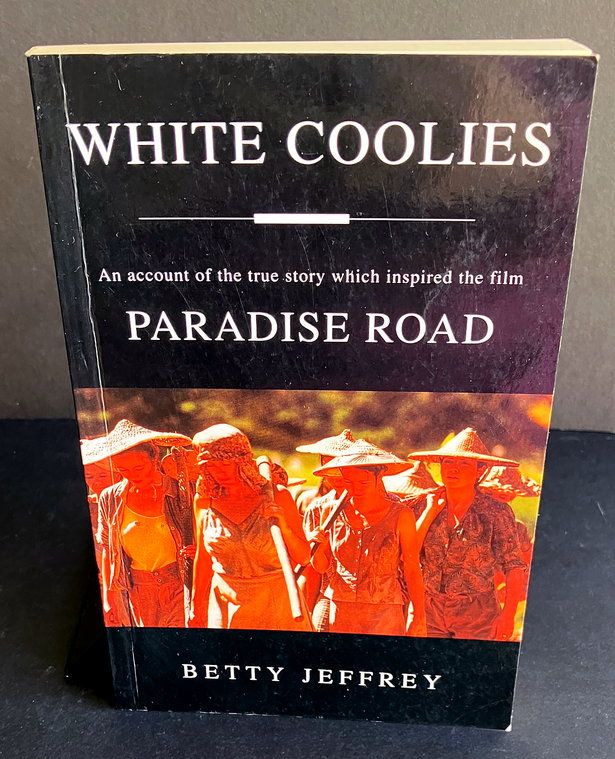 WHITE COOLIES
An account of the true story which inspired the film
PARADISE ROAD
BETTY JEFFREY